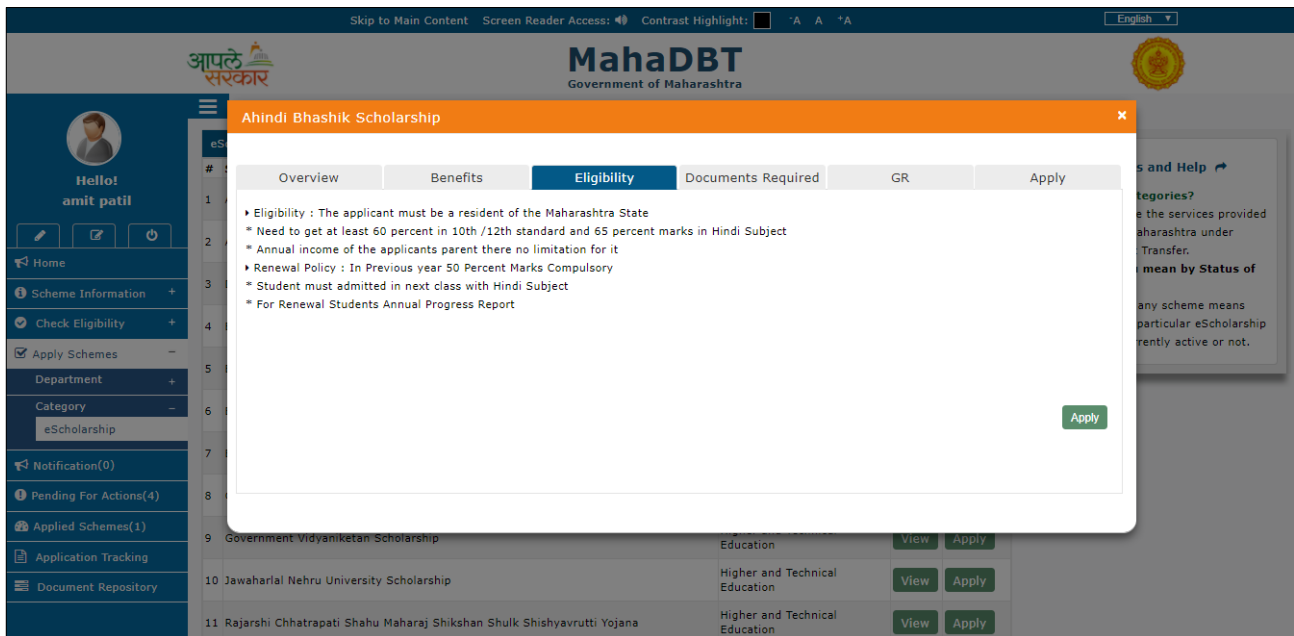 Skip to Main Content Screen Reader Access: Contrast Highlight: -A A +A English
आपले सरकार
MahaDBT
Government of Maharashtra
Hello!
amit patil
Home
Scheme Information +
Check Eligibility +
Apply Schemes −
Department +
Category −
eScholarship
Notification(0)
Pending For Actions(4)
Applied Schemes(1)
Application Tracking
Document Repository
#
1
2
3
4
5
6
7
8
Ahindi Bhashik Scholarship ×
Overview Benefits Eligibility Documents Required GR Apply
Eligibility : The applicant must be a resident of the Maharashtra State
* Need to get at least 60 percent in 10th /12th standard and 65 percent marks in Hindi Subject
* Annual income of the applicants parent there no limitation for it
Renewal Policy : In Previous year 50 Percent Marks Compulsory
* Student must admitted in next class with Hindi Subject
* For Renewal Students Annual Progress Report
Apply
9 Government Vidyaniketan Scholarship Education View Apply
10 Jawaharlal Nehru University Scholarship Higher and Technical Education View Apply
11 Rajarshi Chhatrapati Shahu Maharaj Shikshan Shulk Shishyavrutti Yojana Higher and Technical Education View Apply
s and Help
tegories?
e the services provided
aharashtra under
Transfer.
mean by Status of
any scheme means
particular eScholarship
rently active or not.